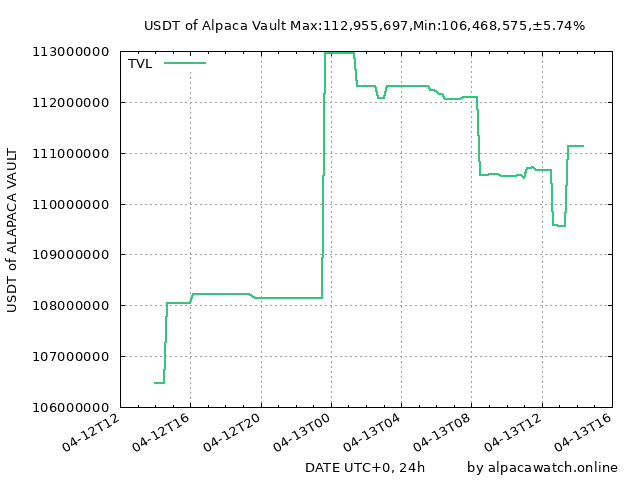 USDT of Alpaca Vault Max:112,955,697,Min:106,468,575,±5.74%
TVL
113000000
112000000
111000000
110000000
109000000
108000000
107000000
106000000
USDT of ALAPACA VAULT
04-12T12
04-12T16
04-12T20
04-13T00
04-13T04
04-13T08
04-13T12
04-13T16
DATE UTC+0, 24h
by alpacawatch.online